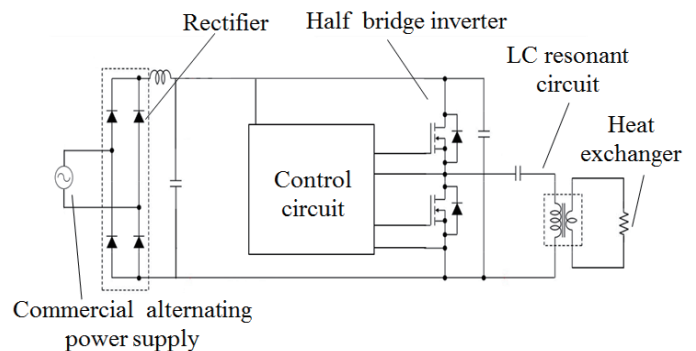 Rectifier
Half bridge inverter
LC resonant
circuit
Heat
exchanger
Control
circuit
Commercial alternating
power supply